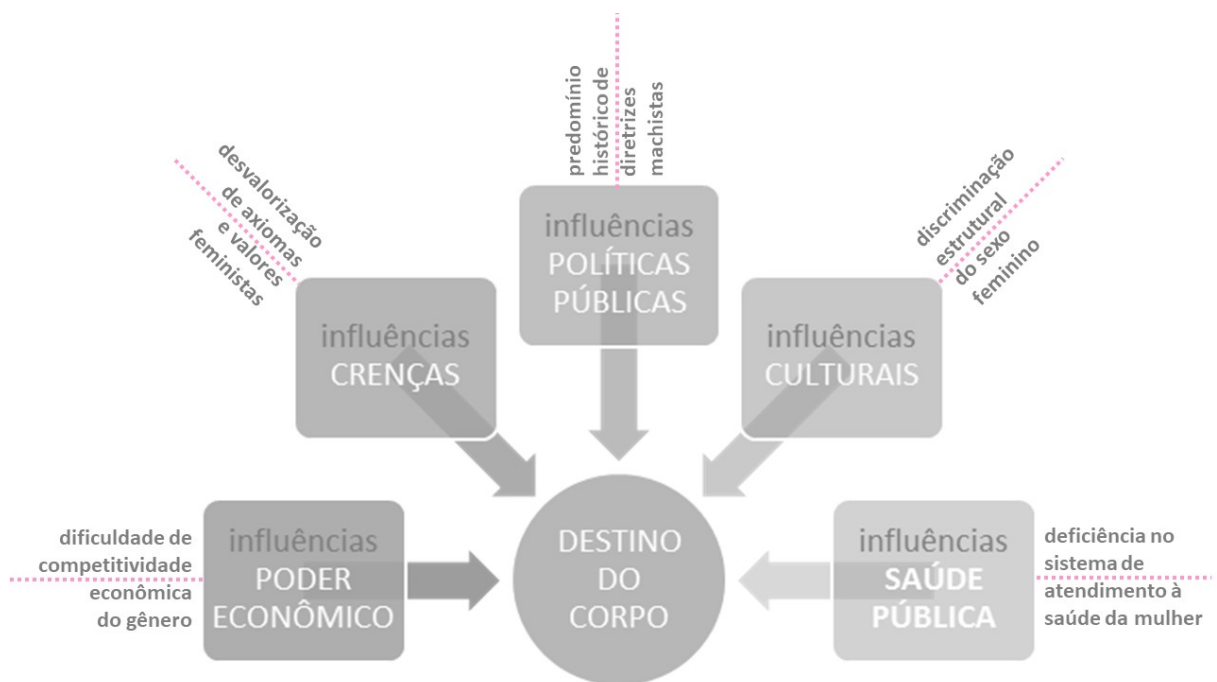 predomínio
histórico de
diretrizes
machistas
influências
POLÍTICAS
PÚBLICAS
desvalorização
de axiomas
e valores
feministas
influências
CRENÇAS
discriminação
estrutural
do sexo
feminino
influências
CULTURAIS
dificuldade de
competitividade
econômica
do gênero
influências
PODER
ECONÔMICO
DESTINO
DO
CORPO
influências
SAÚDE
PÚBLICA
deficiência no
sistema de
atendimento à
saúde da mulher